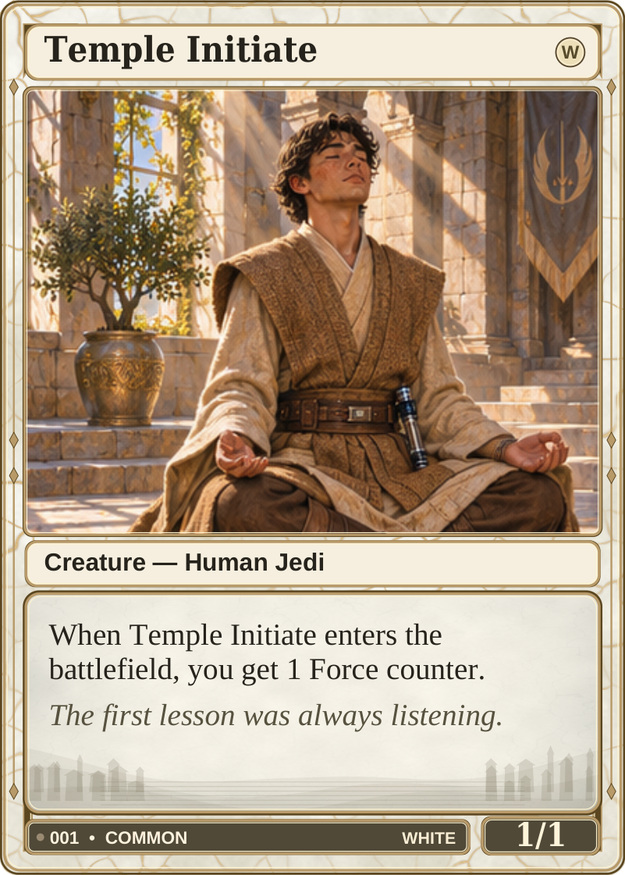 Temple Initiate
W
Creature — Human Jedi
When Temple Initiate enters the
battlefield, you get 1 Force counter.
The first lesson was always listening.
001 • COMMON
WHITE
1/1